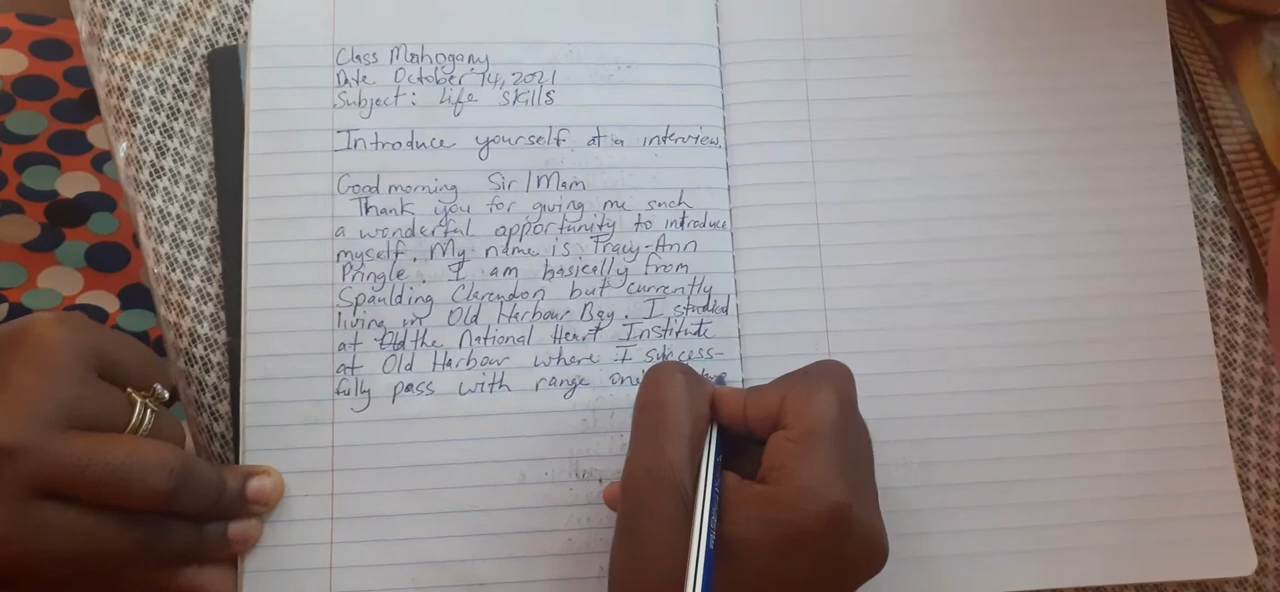 Class Mahogany
Date October 14, 2021
Subject: Life skills
Introduce yourself at a interview.
Good morning Sir/Mam
Thank you for giving me such
a wonderful opportunity to introduce
myself. My name is Tracy-Ann
Pringle. I am basically from
Spaulding Clarendon but currently
living in Old Harbour Bay. I studied
at the National Heart Institute
at Old Harbour where I success-
fully pass with range one